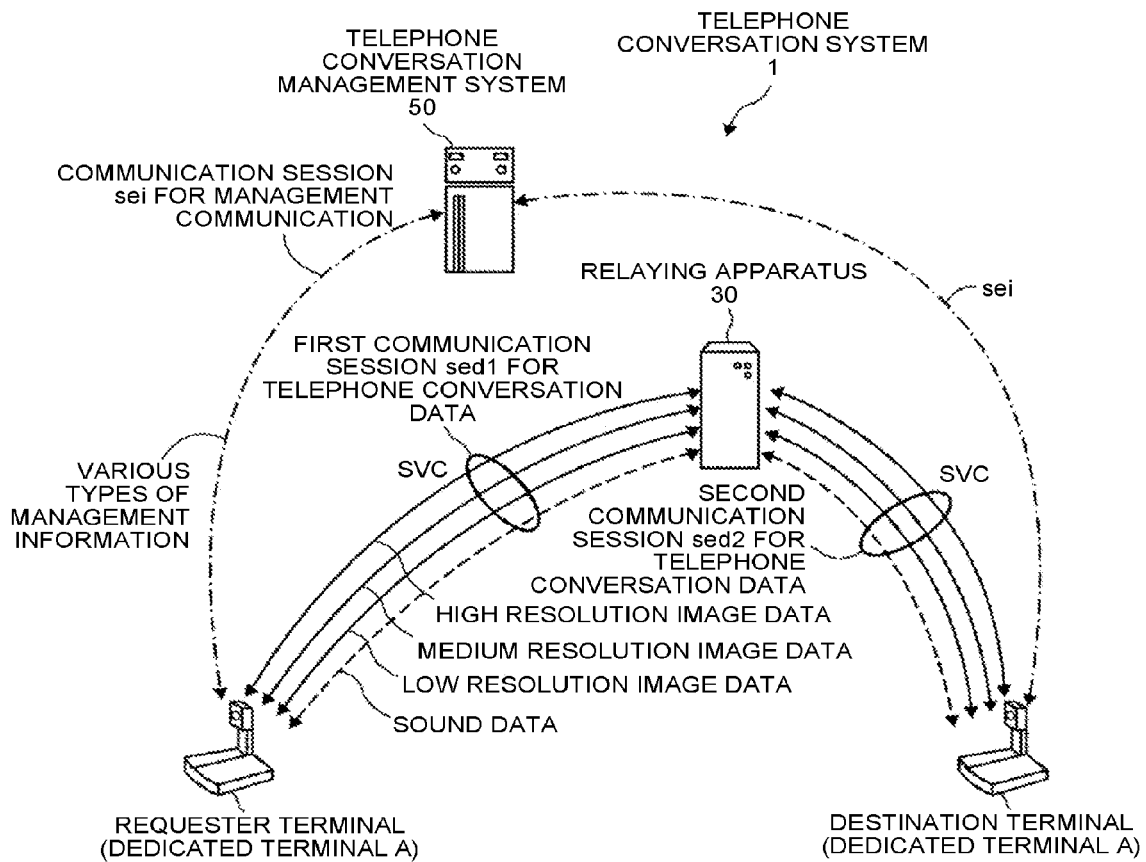 TELEPHONE
CONVERSATION SYSTEM
1
TELEPHONE
CONVERSATION
MANAGEMENT SYSTEM
50
COMMUNICATION SESSION
sei FOR MANAGEMENT
COMMUNICATION
RELAYING APPARATUS
30
sei
FIRST COMMUNICATION
SESSION sed1 FOR
TELEPHONE CONVERSATION
DATA
SVC
VARIOUS
TYPES OF
MANAGEMENT
INFORMATION
SVC
SECOND
COMMUNICATION
SESSION sed2 FOR
TELEPHONE
CONVERSATION DATA
HIGH RESOLUTION IMAGE DATA
MEDIUM RESOLUTION IMAGE DATA
LOW RESOLUTION IMAGE DATA
SOUND DATA
REQUESTER TERMINAL
(DEDICATED TERMINAL A)
DESTINATION TERMINAL
(DEDICATED TERMINAL A)